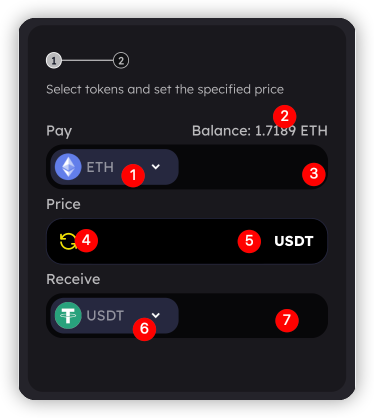 1 2
Select tokens and set the specified price
2
Pay Balance: 1.7189 ETH
ETH 1 3
Price
4 5 USDT
Receive
USDT 6 7